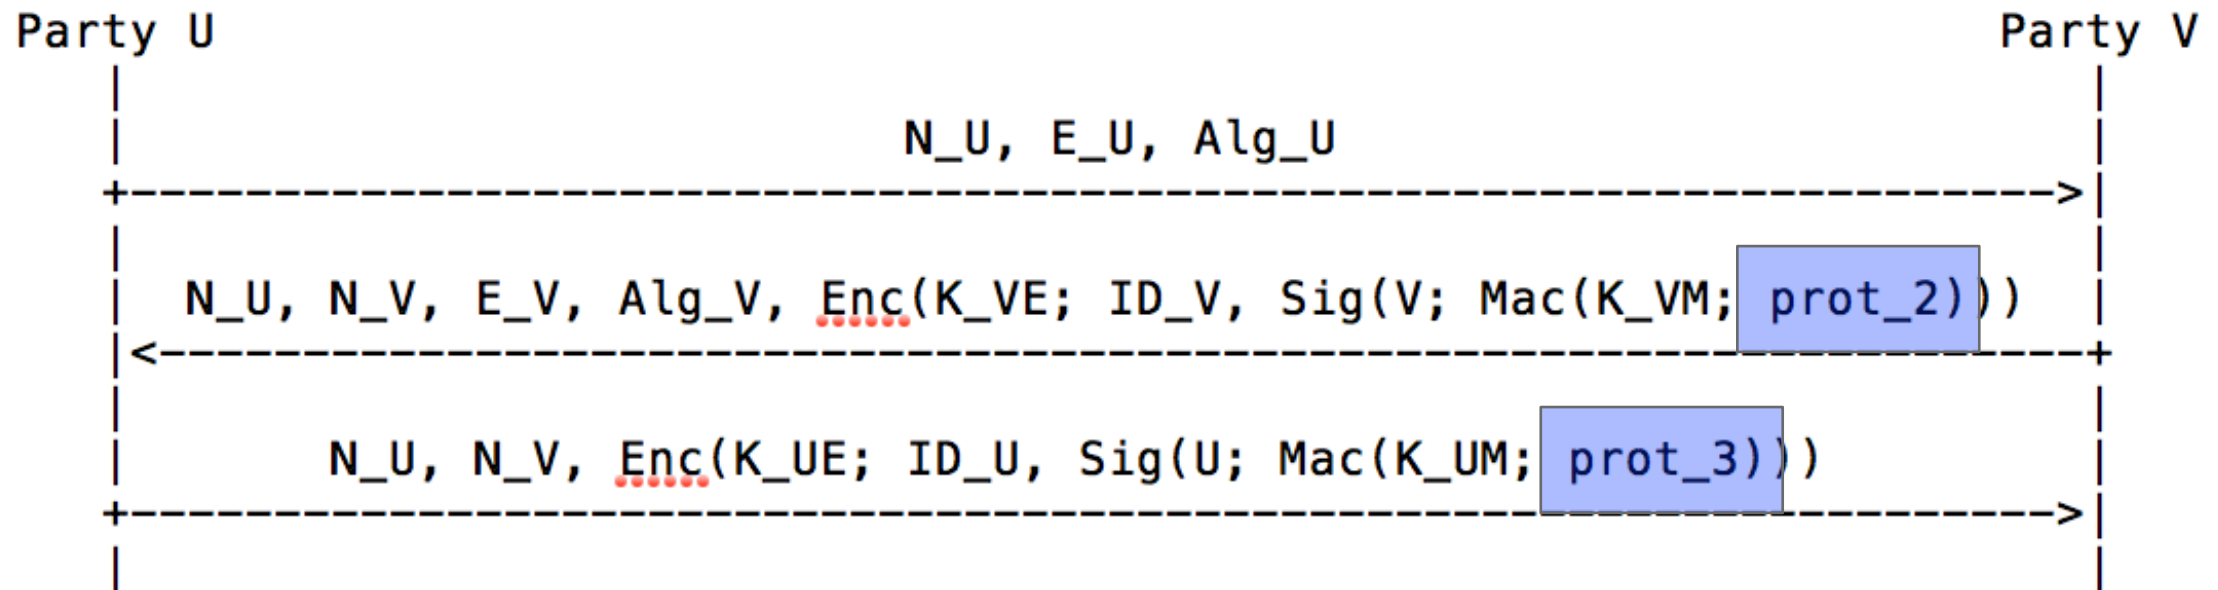 Party U Party V
N_U, E_U, Alg_U
N_U, N_V, E_V, Alg_V, Enc(K_VE; ID_V, Sig(V; Mac(K_VM; prot_2)))
N_U, N_V, Enc(K_UE; ID_U, Sig(U; Mac(K_UM; prot_3)))